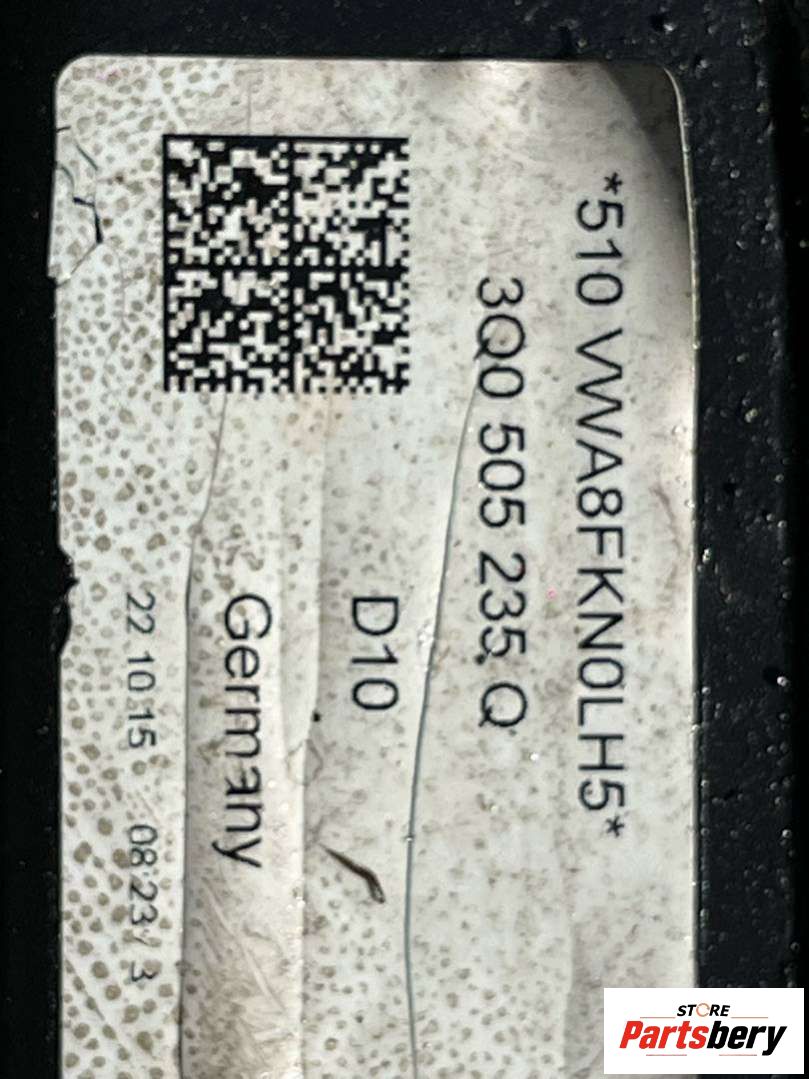 *510 VWA8FKN0LH5*
3Q0 505 235 Q
D10
Germany
22 10 15 08:23 / 3
STORE
Partsbery